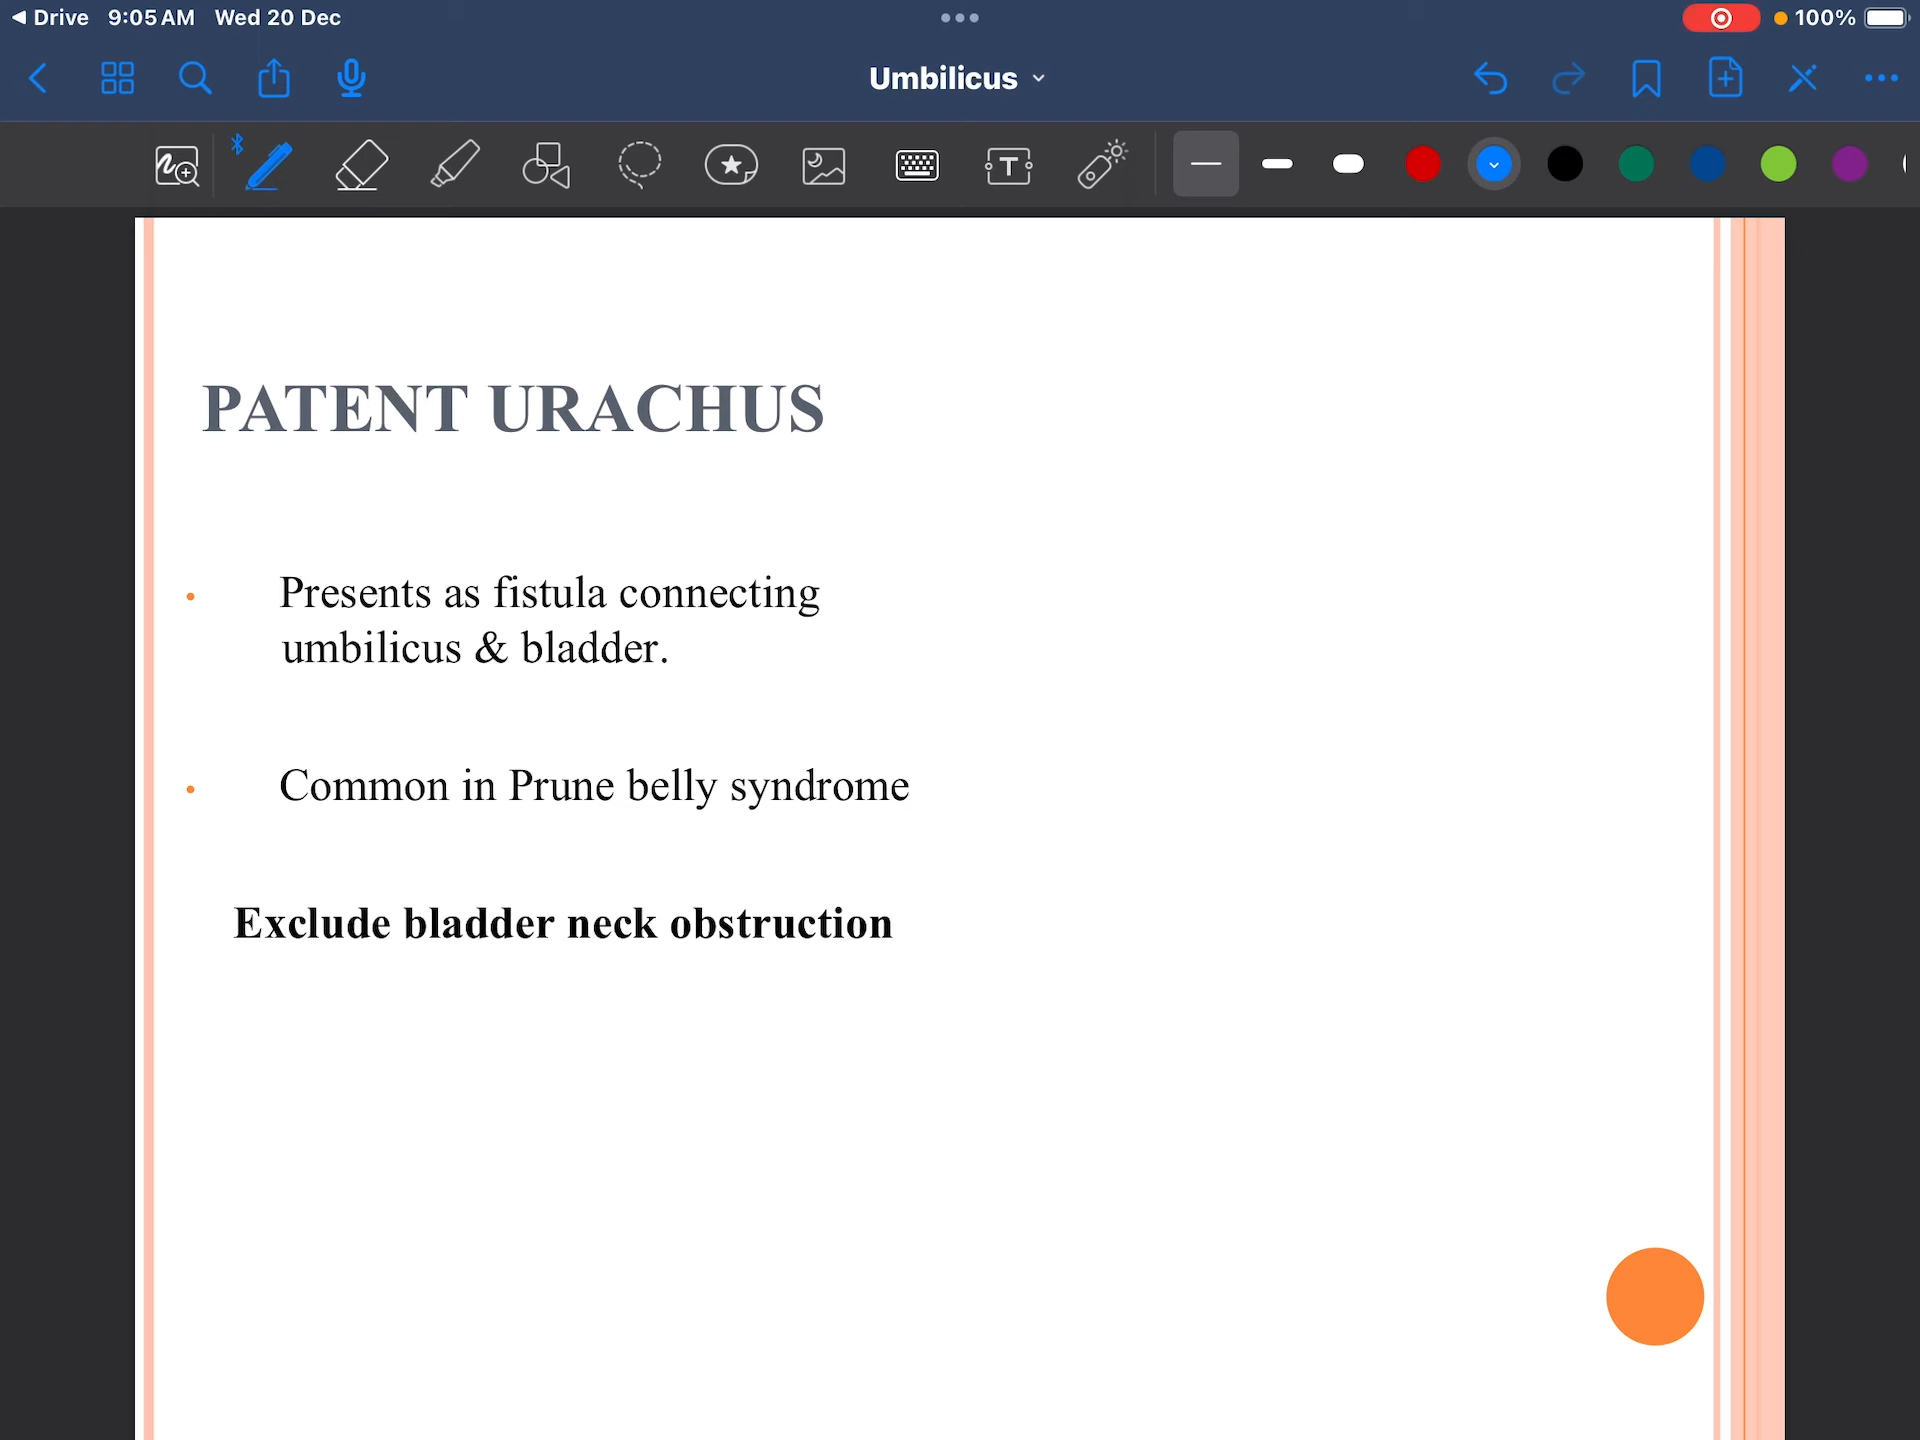 Drive 9:05 AM Wed 20 Dec
100%
Umbilicus
T
PATENT URACHUS
• Presents as fistula connecting
umbilicus & bladder.
• Common in Prune belly syndrome
Exclude bladder neck obstruction